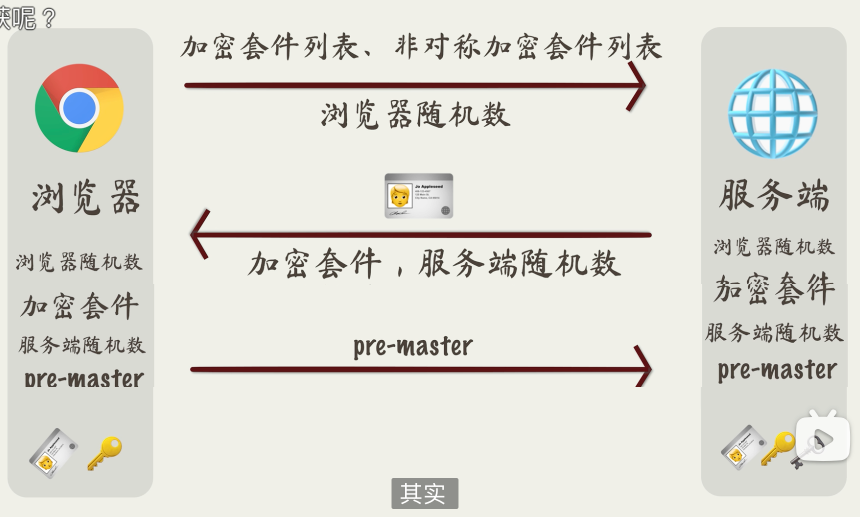 呢？
加密套件列表、非对称加密套件列表
浏览器随机数
浏览器
服务端
浏览器随机数
加密套件
服务端随机数
pre-master
加密套件，服务端随机数
pre-master
浏览器随机数
加密套件
服务端随机数
pre-master
其实